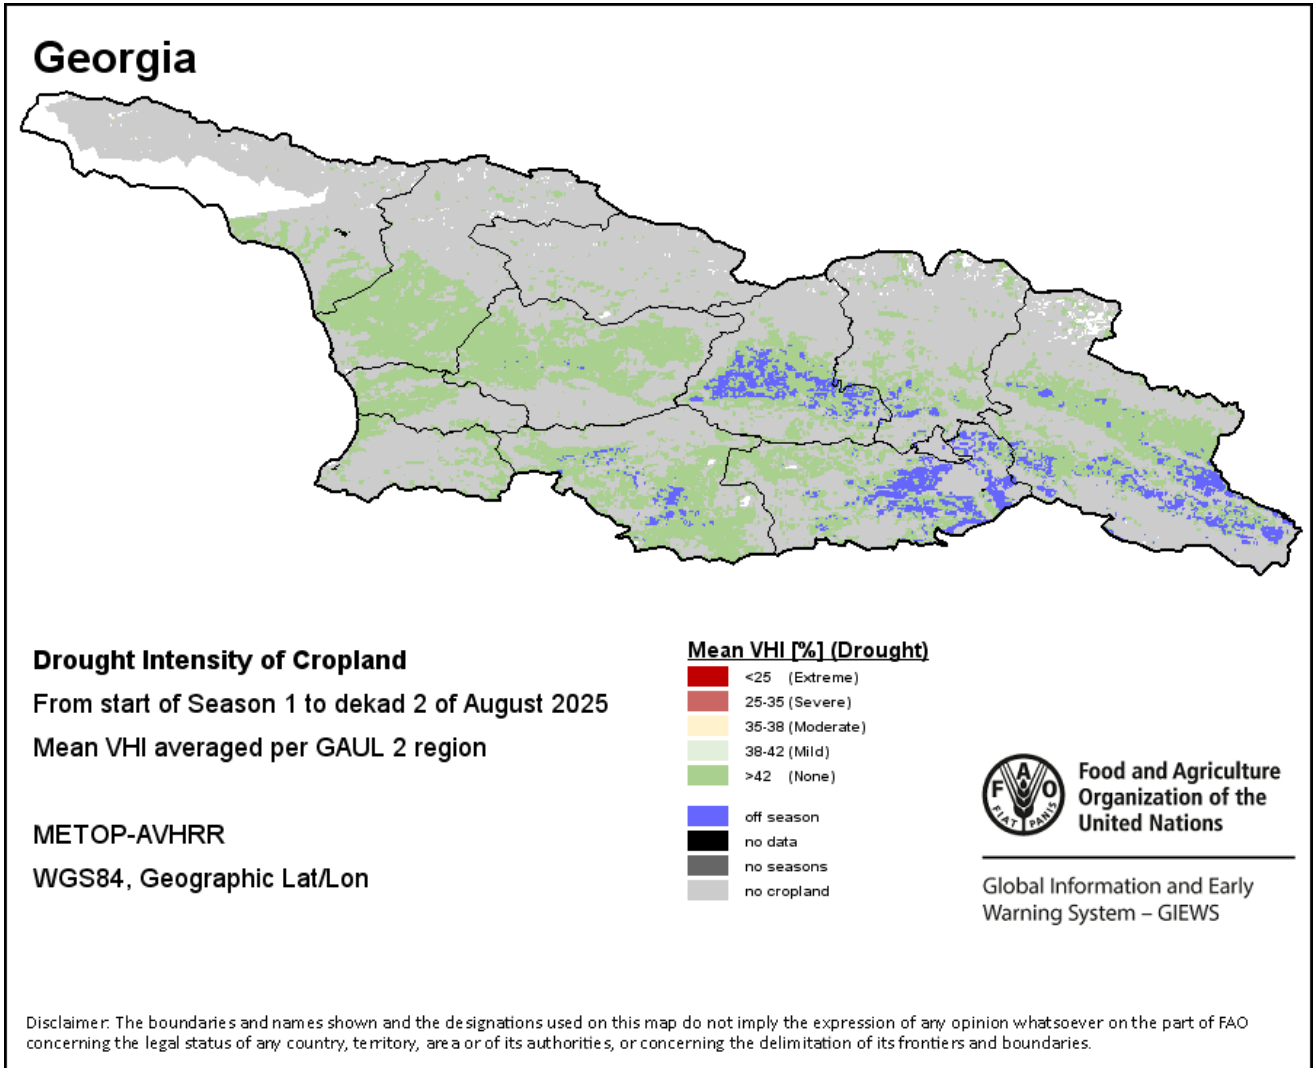 Georgia
Drought Intensity of Cropland
From start of Season 1 to dekad 2 of August 2025
Mean VHI averaged per GAUL 2 region
METOP-AVHRR
WGS84, Geographic Lat/Lon
Mean VHI [%] (Drought)
<25 (Extreme)
25-35 (Severe)
35-38 (Moderate)
38-42 (Mild)
>42 (None)
off season
no data
no seasons
no cropland
F A O
FIAT PANIS
Food and Agriculture
Organization of the
United Nations
Global Information and Early
Warning System – GIEWS
Disclaimer: The boundaries and names shown and the designations used on this map do not imply the expression of any opinion whatsoever on the part of FAO
concerning the legal status of any country, territory, area or of its authorities, or concerning the delimitation of its frontiers and boundaries.